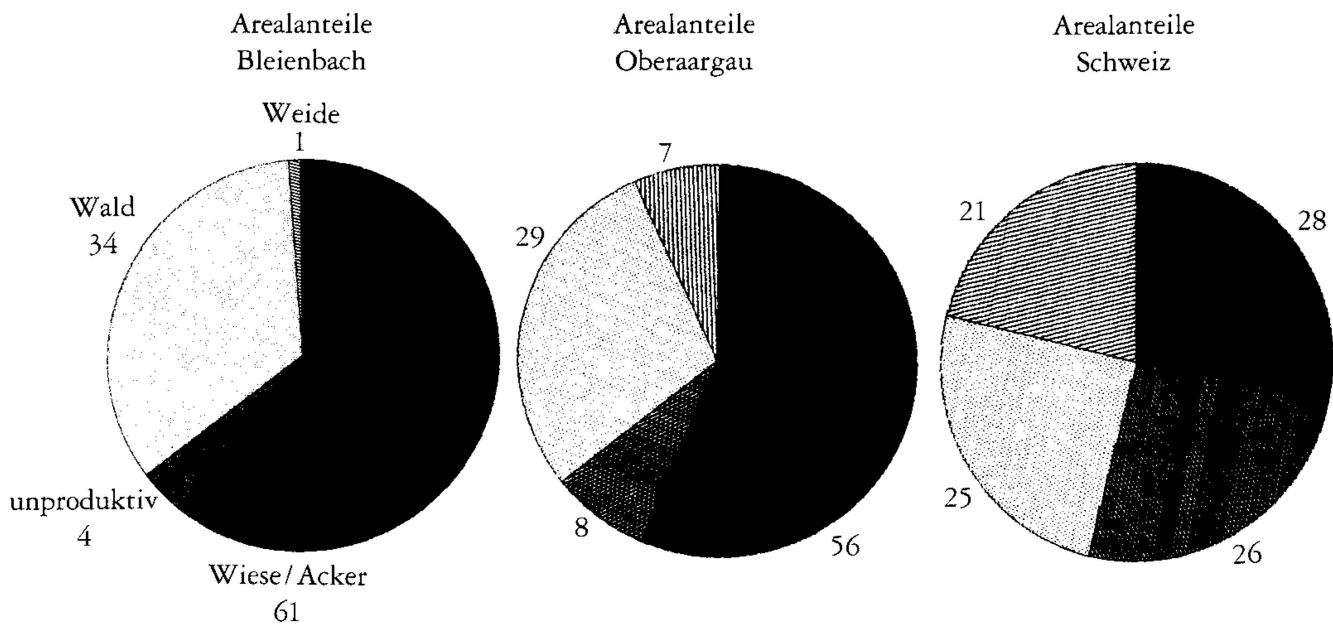 Arealanteile
Bleienbach
Weide
1
Wald
34
unproduktiv
4
Wiese/Acker
61
Arealanteile
Oberaargau
7
29
8
56
Arealanteile
Schweiz
21
28
25
26